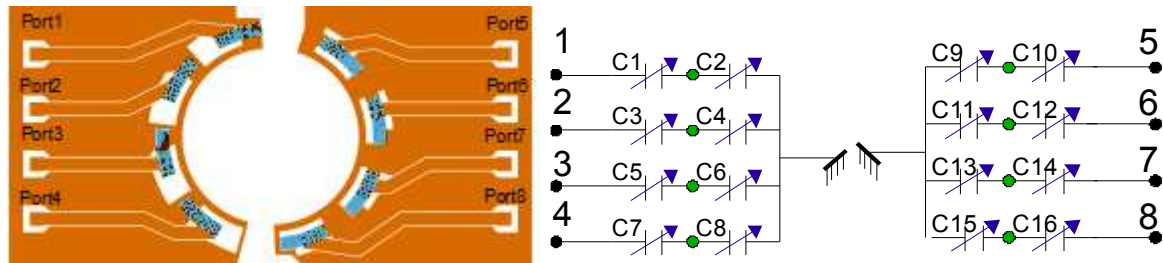 Port1
Port2
Port3
Port4
Port5
Port6
Port7
Port8
1
C1 C2
2
C3 C4
3
C5 C6
4
C7 C8
C9 C10 5
C11 C12 6
C13 C14 7
C15 C16 8